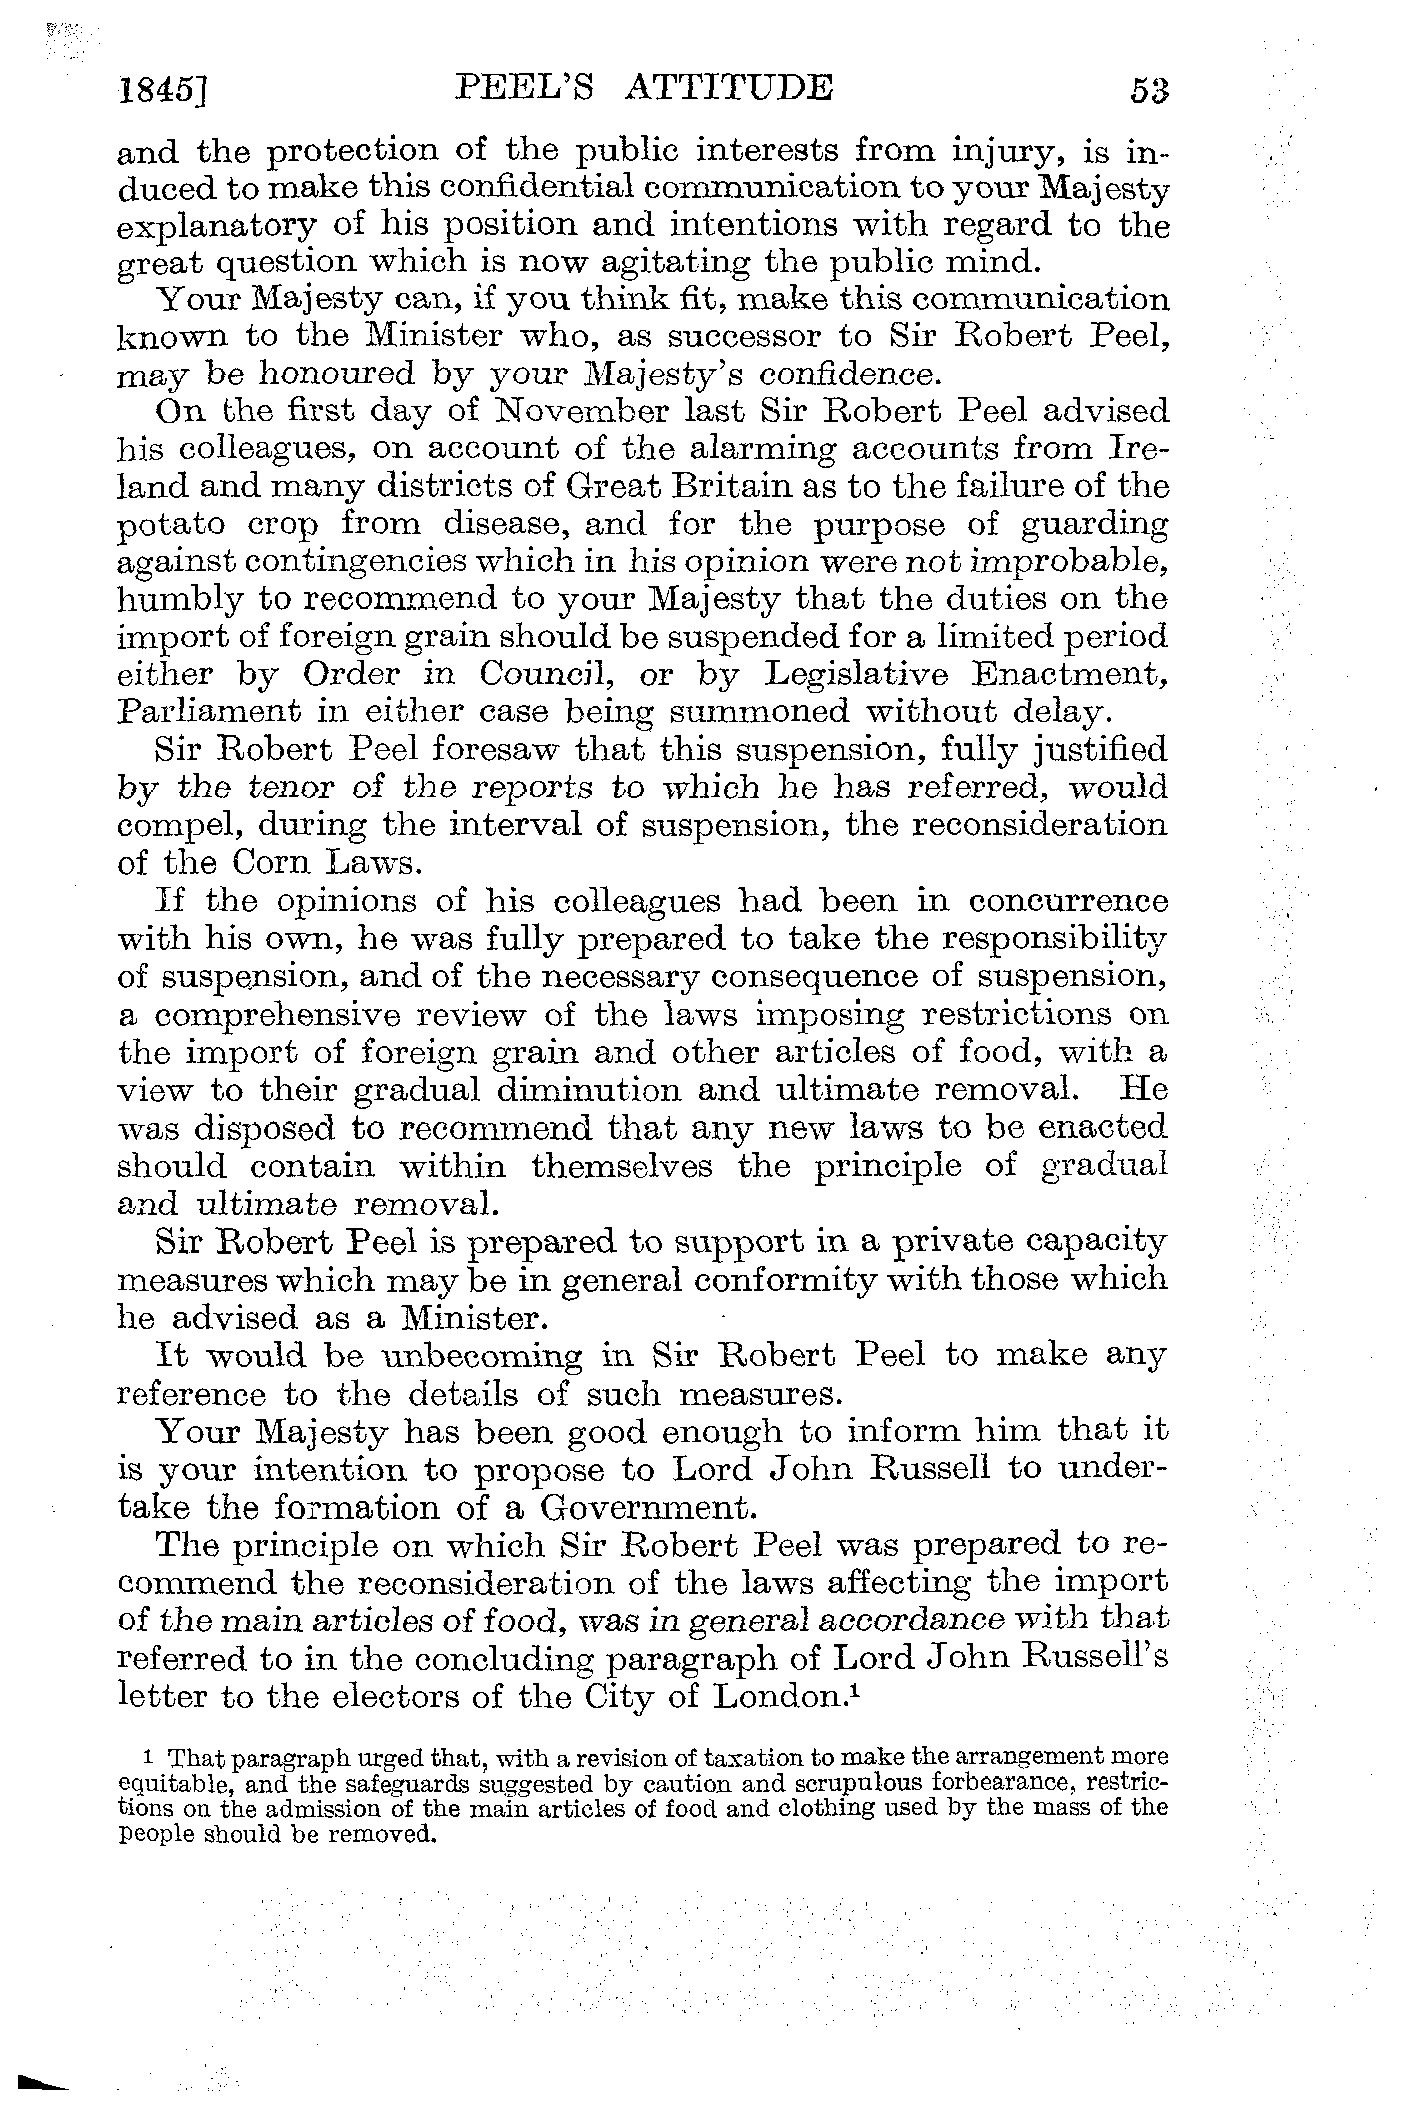 1845] PEEL'S ATTITUDE 53
and the protection of the public interests from injury, is in-
duced to make this confidential communication to your Majesty
explanatory of his position and intentions with regard to the
great question which is now agitating the public mind.
Your Majesty can, if you think fit, make this communication
known to the Minister who, as successor to Sir Robert Peel,
may be honoured by your Majesty's confidence.
On the first day of November last Sir Robert Peel advised
his colleagues, on account of the alarming accounts from Ire-
land and many districts of Great Britain as to the failure of the
potato crop from disease, and for the purpose of guarding
against contingencies which in his opinion were not improbable,
humbly to recommend to your Majesty that the duties on the
import of foreign grain should be suspended for a limited period
either by Order in Council, or by Legislative Enactment,
Parliament in either case being summoned without delay.
Sir Robert Peel foresaw that this suspension, fully justified
by the tenor of the reports to which he has referred, would
compel, during the interval of suspension, the reconsideration
of the Corn Laws.
If the opinions of his colleagues had been in concurrence
with his own, he was fully prepared to take the responsibility
of suspension, and of the necessary consequence of suspension,
a comprehensive review of the laws imposing restrictions on
the import of foreign grain and other articles of food, with a
view to their gradual diminution and ultimate removal. He
was disposed to recommend that any new laws to be enacted
should contain within themselves the principle of gradual
and ultimate removal.
Sir Robert Peel is prepared to support in a private capacity
measures which may be in general conformity with those which
he advised as a Minister.
It would be unbecoming in Sir Robert Peel to make any
reference to the details of such measures.
Your Majesty has been good enough to inform him that it
is your intention to propose to Lord John Russell to under-
take the formation of a Government.
The principle on which Sir Robert Peel was prepared to re-
commend the reconsideration of the laws affecting the import
of the main articles of food, was in general accordance with that
referred to in the concluding paragraph of Lord John Russell's
letter to the electors of the City of London.¹
1 That paragraph urged that, with a revision of taxation to make the arrangement more
equitable, and the safeguards suggested by caution and scrupulous forbearance, restric-
tions on the admission of the main articles of food and clothing used by the mass of the
people should be removed.